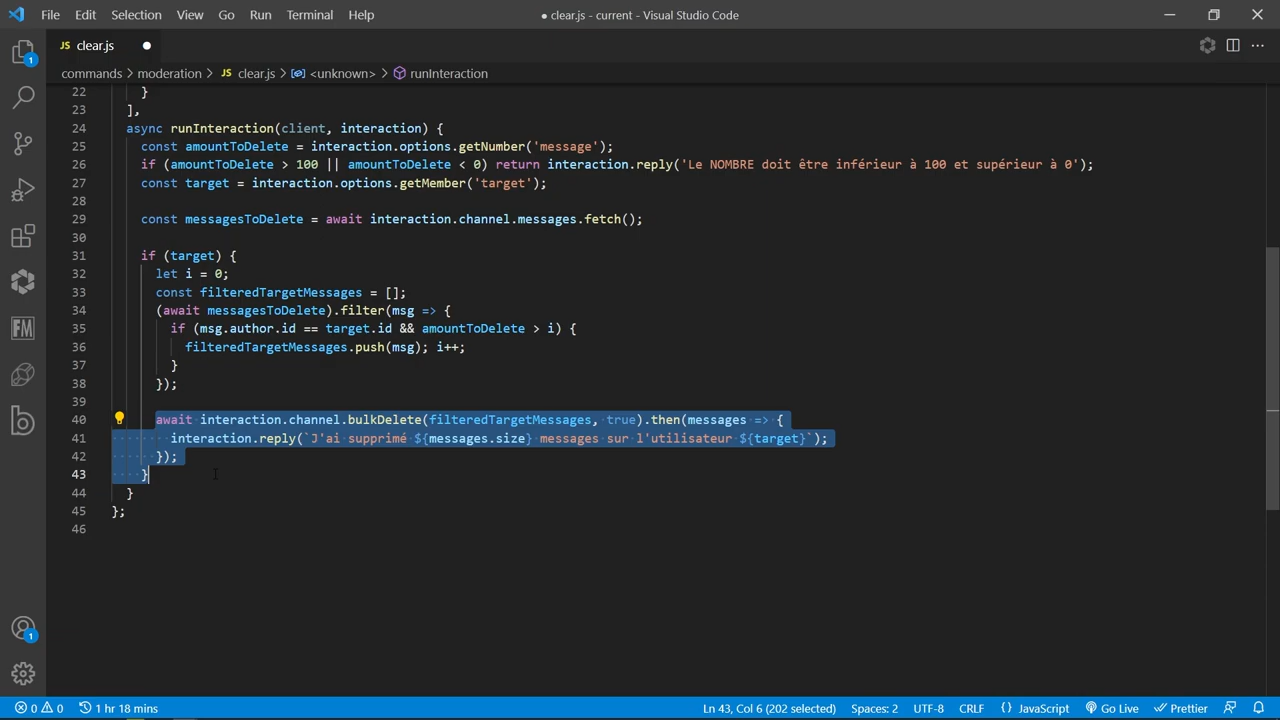 File Edit Selection View Go Run Terminal Help
● clear.js - current - Visual Studio Code
JS clear.js ●
commands > moderation > JS clear.js > <unknown> > runInteraction
22 }
23 ],
24 async runInteraction(client, interaction) {
25 const amountToDelete = interaction.options.getNumber('message');
26 if (amountToDelete > 100 || amountToDelete < 0) return interaction.reply('Le NOMBRE doit être inférieur à 100 et supérieur à 0');
27 const target = interaction.options.getMember('target');
28
29 const messagesToDelete = await interaction.channel.messages.fetch();
30
31 if (target) {
32 let i = 0;
33 const filteredTargetMessages = [];
34 (await messagesToDelete).filter(msg => {
35 if (msg.author.id == target.id && amountToDelete > i) {
36 filteredTargetMessages.push(msg); i++;
37 }
38 });
39
40 await interaction.channel.bulkDelete(filteredTargetMessages, true).then(messages => {
41 interaction.reply(`J'ai supprimé ${messages.size} messages sur l'utilisateur ${target}`);
42 });
43 }
44 }
45 };
46
1
FM
b
1
0 0 1 hr 18 mins Ln 43, Col 6 (202 selected) Spaces: 2 UTF-8 CRLF {} JavaScript Go Live Prettier